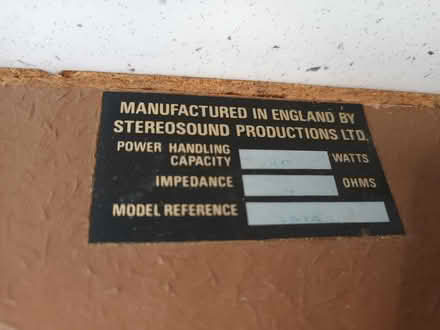 MANUFACTURED IN ENGLAND BY
STEREOSOUND PRODUCTIONS LTD.
POWER HANDLING
CAPACITY WATTS
IMPEDANCE OHMS
MODEL REFERENCE